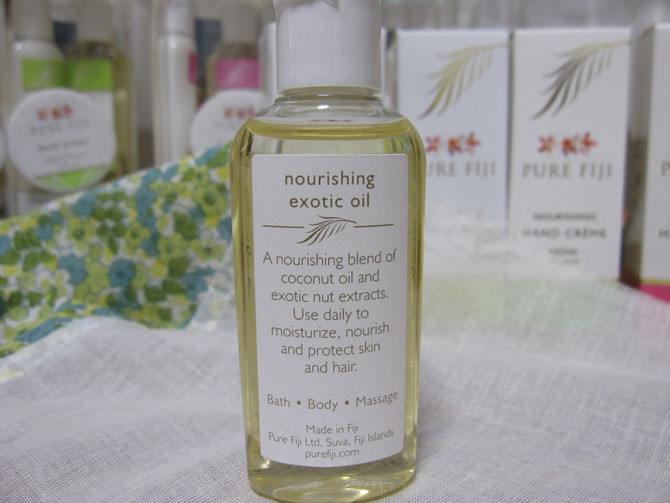 nourishing
exotic oil
A nourishing blend of
coconut oil and
exotic nut extracts.
Use daily to
moisturize, nourish
and protect skin
and hair.
Bath • Body • Massage
Made in Fiji
Pure Fiji Ltd, Suva, Fiji Islands
purefiji.com
PURE FIJI
PURE FIJI
PURE FIJI
PURE FIJI
NOURISHING
HAND CRÈME